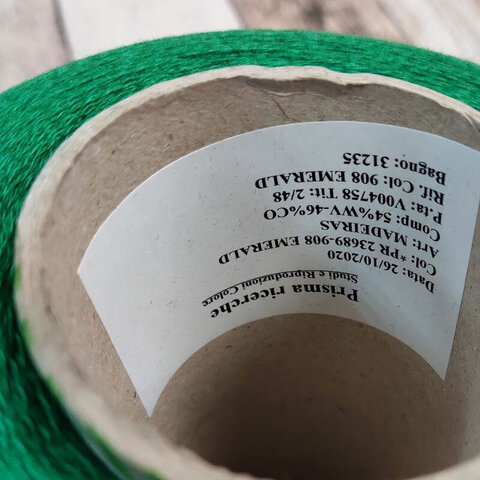 Prisma ricerche
Studi e Riproduzioni Colore
Data: 26/10/2020
Col: *PR 23689-908 EMERALD
Art: MADEIRAS
Comp: 54%WV-46%CO
P.ta: V004758 Tit: 2/48
Rif. Col: 908 EMERALD
Bagno: 31235